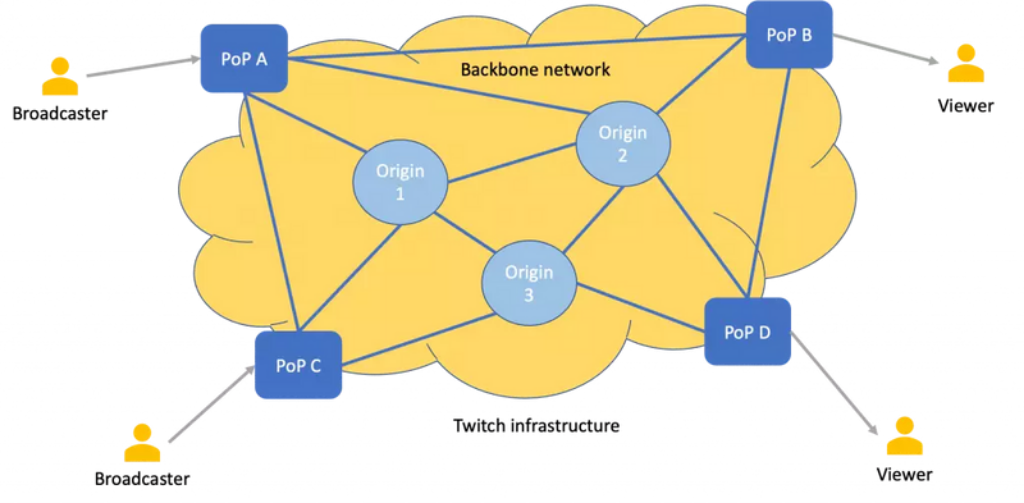 PoP A
PoP B
Backbone network
Broadcaster
Viewer
Origin
2
Origin
1
Origin
3
PoP D
PoP C
Twitch infrastructure
Broadcaster
Viewer